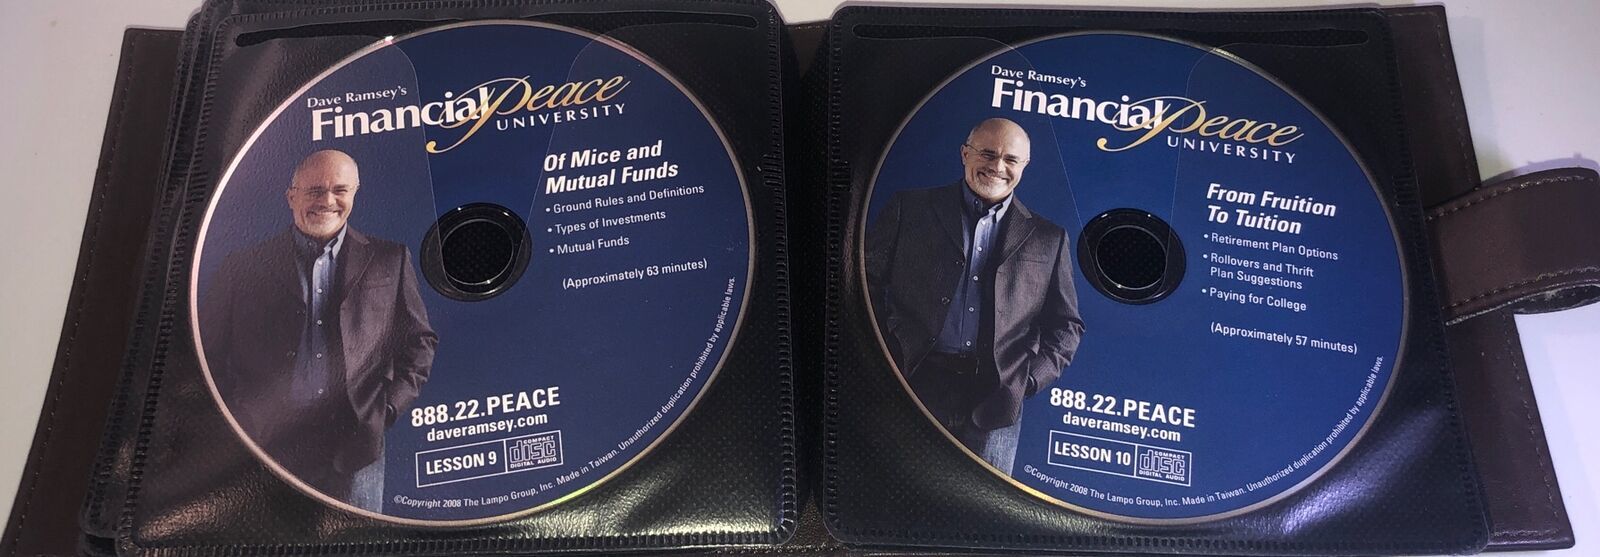 Dave Ramsey's
Financial Peace
UNIVERSITY
Of Mice and
Mutual Funds
• Ground Rules and Definitions
• Types of Investments
• Mutual Funds
(Approximately 63 minutes)
888.22.PEACE
daveramsey.com
LESSON 9
COMPACT
disc
DIGITAL AUDIO
©Copyright 2008 The Lampo Group, Inc. Made in Taiwan. Unauthorized duplication prohibited by applicable laws.
Dave Ramsey's
Financial Peace
UNIVERSITY
From Fruition
To Tuition
• Retirement Plan Options
• Rollovers and Thrift
Plan Suggestions
• Paying for College
(Approximately 57 minutes)
888.22.PEACE
daveramsey.com
LESSON 10
COMPACT
disc
DIGITAL AUDIO
©Copyright 2008 The Lampo Group, Inc. Made in Taiwan. Unauthorized duplication prohibited by applicable laws.